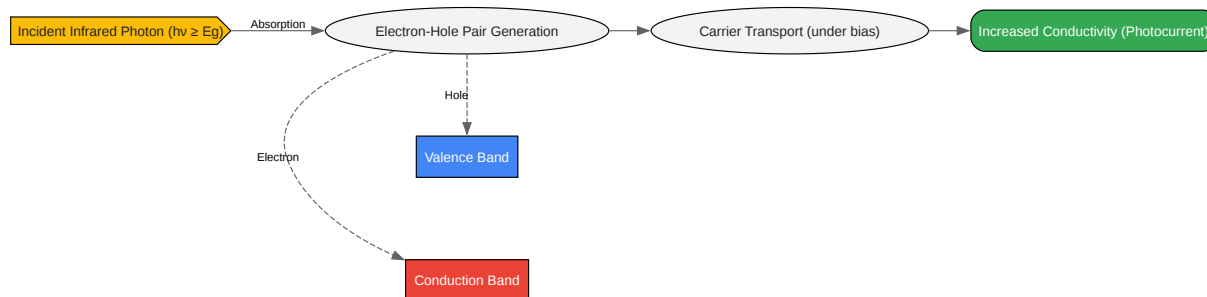 Incident Infrared Photon (hν ≥ Eg)
Absorption
Electron-Hole Pair Generation
Carrier Transport (under bias)
Increased Conductivity (Photocurrent)
Hole
Valence Band
Electron
Conduction Band